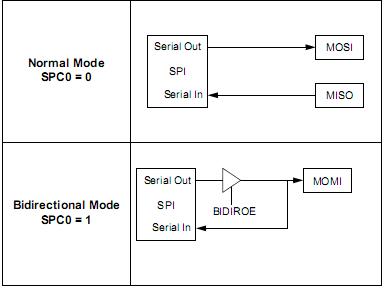 Normal Mode
SPC0 = 0
Serial Out
SPI
Serial In
MOSI
MISO
Bidirectional Mode
SPC0 = 1
Serial Out
SPI
Serial In
BIDIROE
MOMI